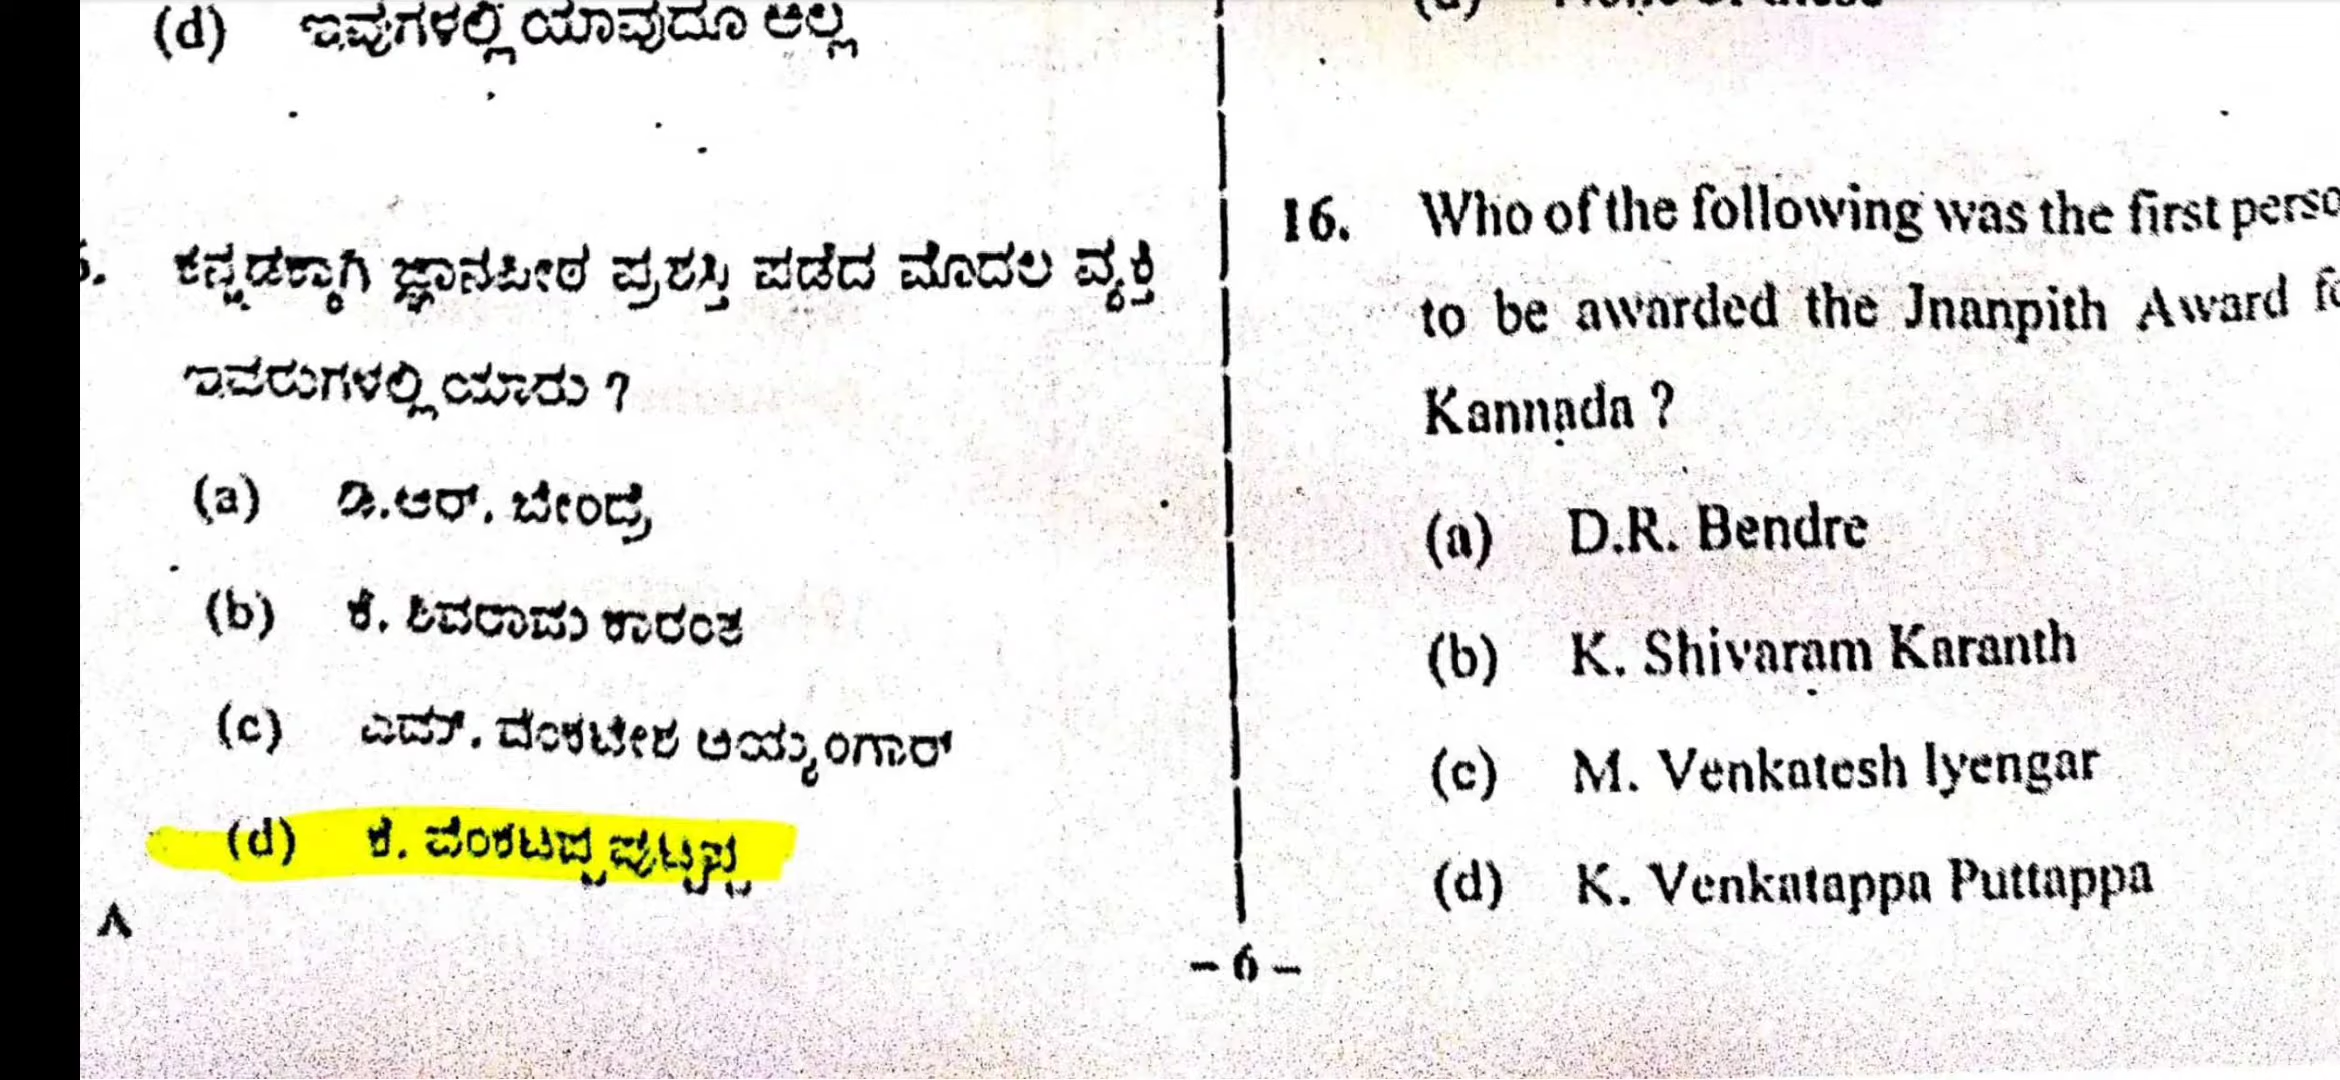 (d) ಇವುಗಳಲ್ಲಿ ಯಾವುದೂ ಅಲ್ಲ
ಕನ್ನಡಕ್ಕಾಗಿ ಜ್ಞಾನಪೀಠ ಪ್ರಶಸ್ತಿ ಪಡೆದ ಮೊದಲ ವ್ಯಕ್ತಿ
ಇವರುಗಳಲ್ಲಿ ಯಾರು ?
(a) ಡಿ.ಆರ್. ಬೇಂದ್ರೆ
(b) ಕೆ. ಶಿವರಾಮ ಕಾರಂತ
(c) ಎಮ್. ವೆಂಕಟೇಶ ಅಯ್ಯಂಗಾರ್
(d) ಕೆ. ವೆಂಕಟಪ್ಪ ಪುಟ್ಟಪ್ಪ
A
16. Who of the following was the first perso
to be awarded the Jnanpith Award fo
Kannada ?
(a) D.R. Bendre
(b) K. Shivaram Karanth
(c) M. Venkatesh Iyengar
(d) K. Venkatappa Puttappa
– 6 –